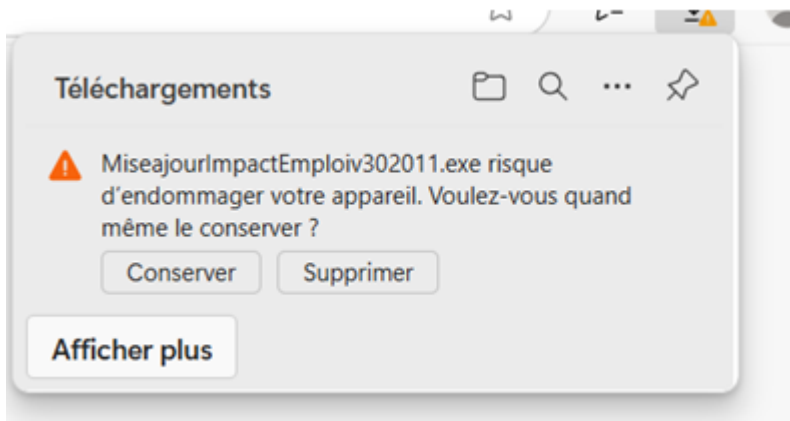 Téléchargements
MiseajourImpactEmploiv302011.exe risque
d'endommager votre appareil. Voulez-vous quand
même le conserver ?
Conserver Supprimer
Afficher plus